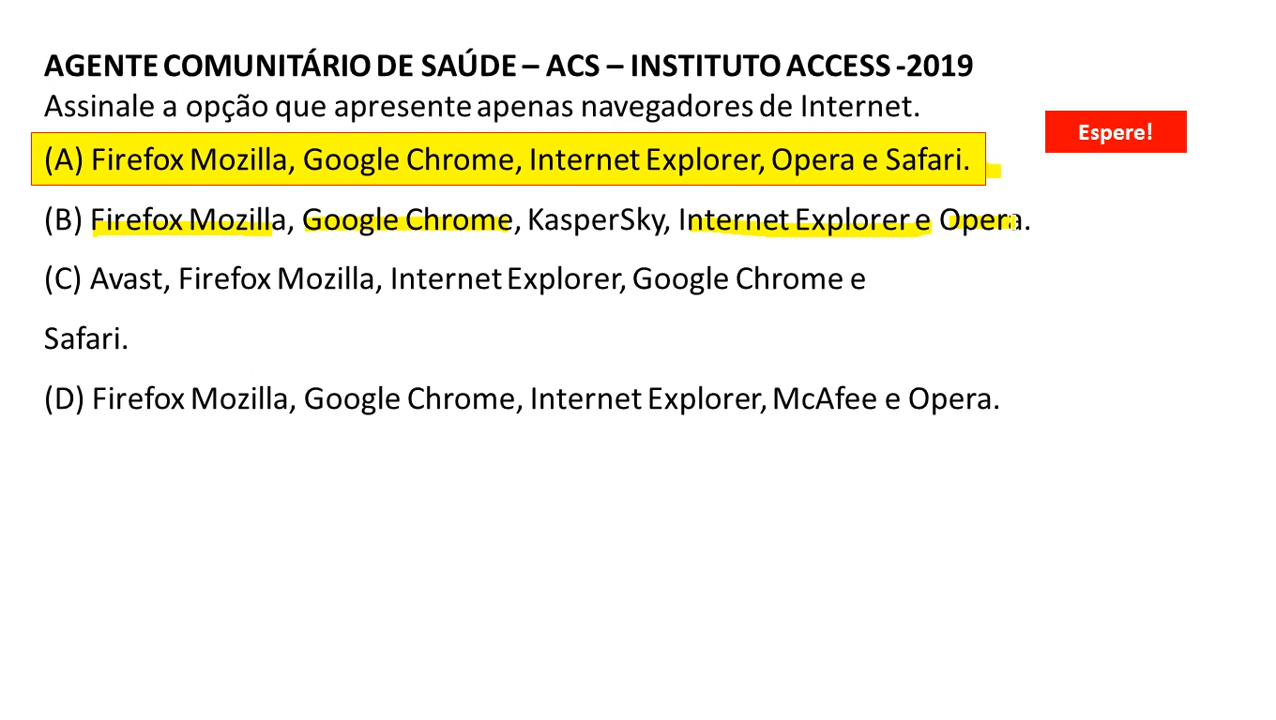 AGENTE COMUNITÁRIO DE SAÚDE – ACS – INSTITUTO ACCESS -2019
Assinale a opção que apresente apenas navegadores de Internet.
Espere!
(A) Firefox Mozilla, Google Chrome, Internet Explorer, Opera e Safari.
(B) Firefox Mozilla, Google Chrome, KasperSky, Internet Explorer e Opera.
(C) Avast, Firefox Mozilla, Internet Explorer, Google Chrome e
Safari.
(D) Firefox Mozilla, Google Chrome, Internet Explorer, McAfee e Opera.